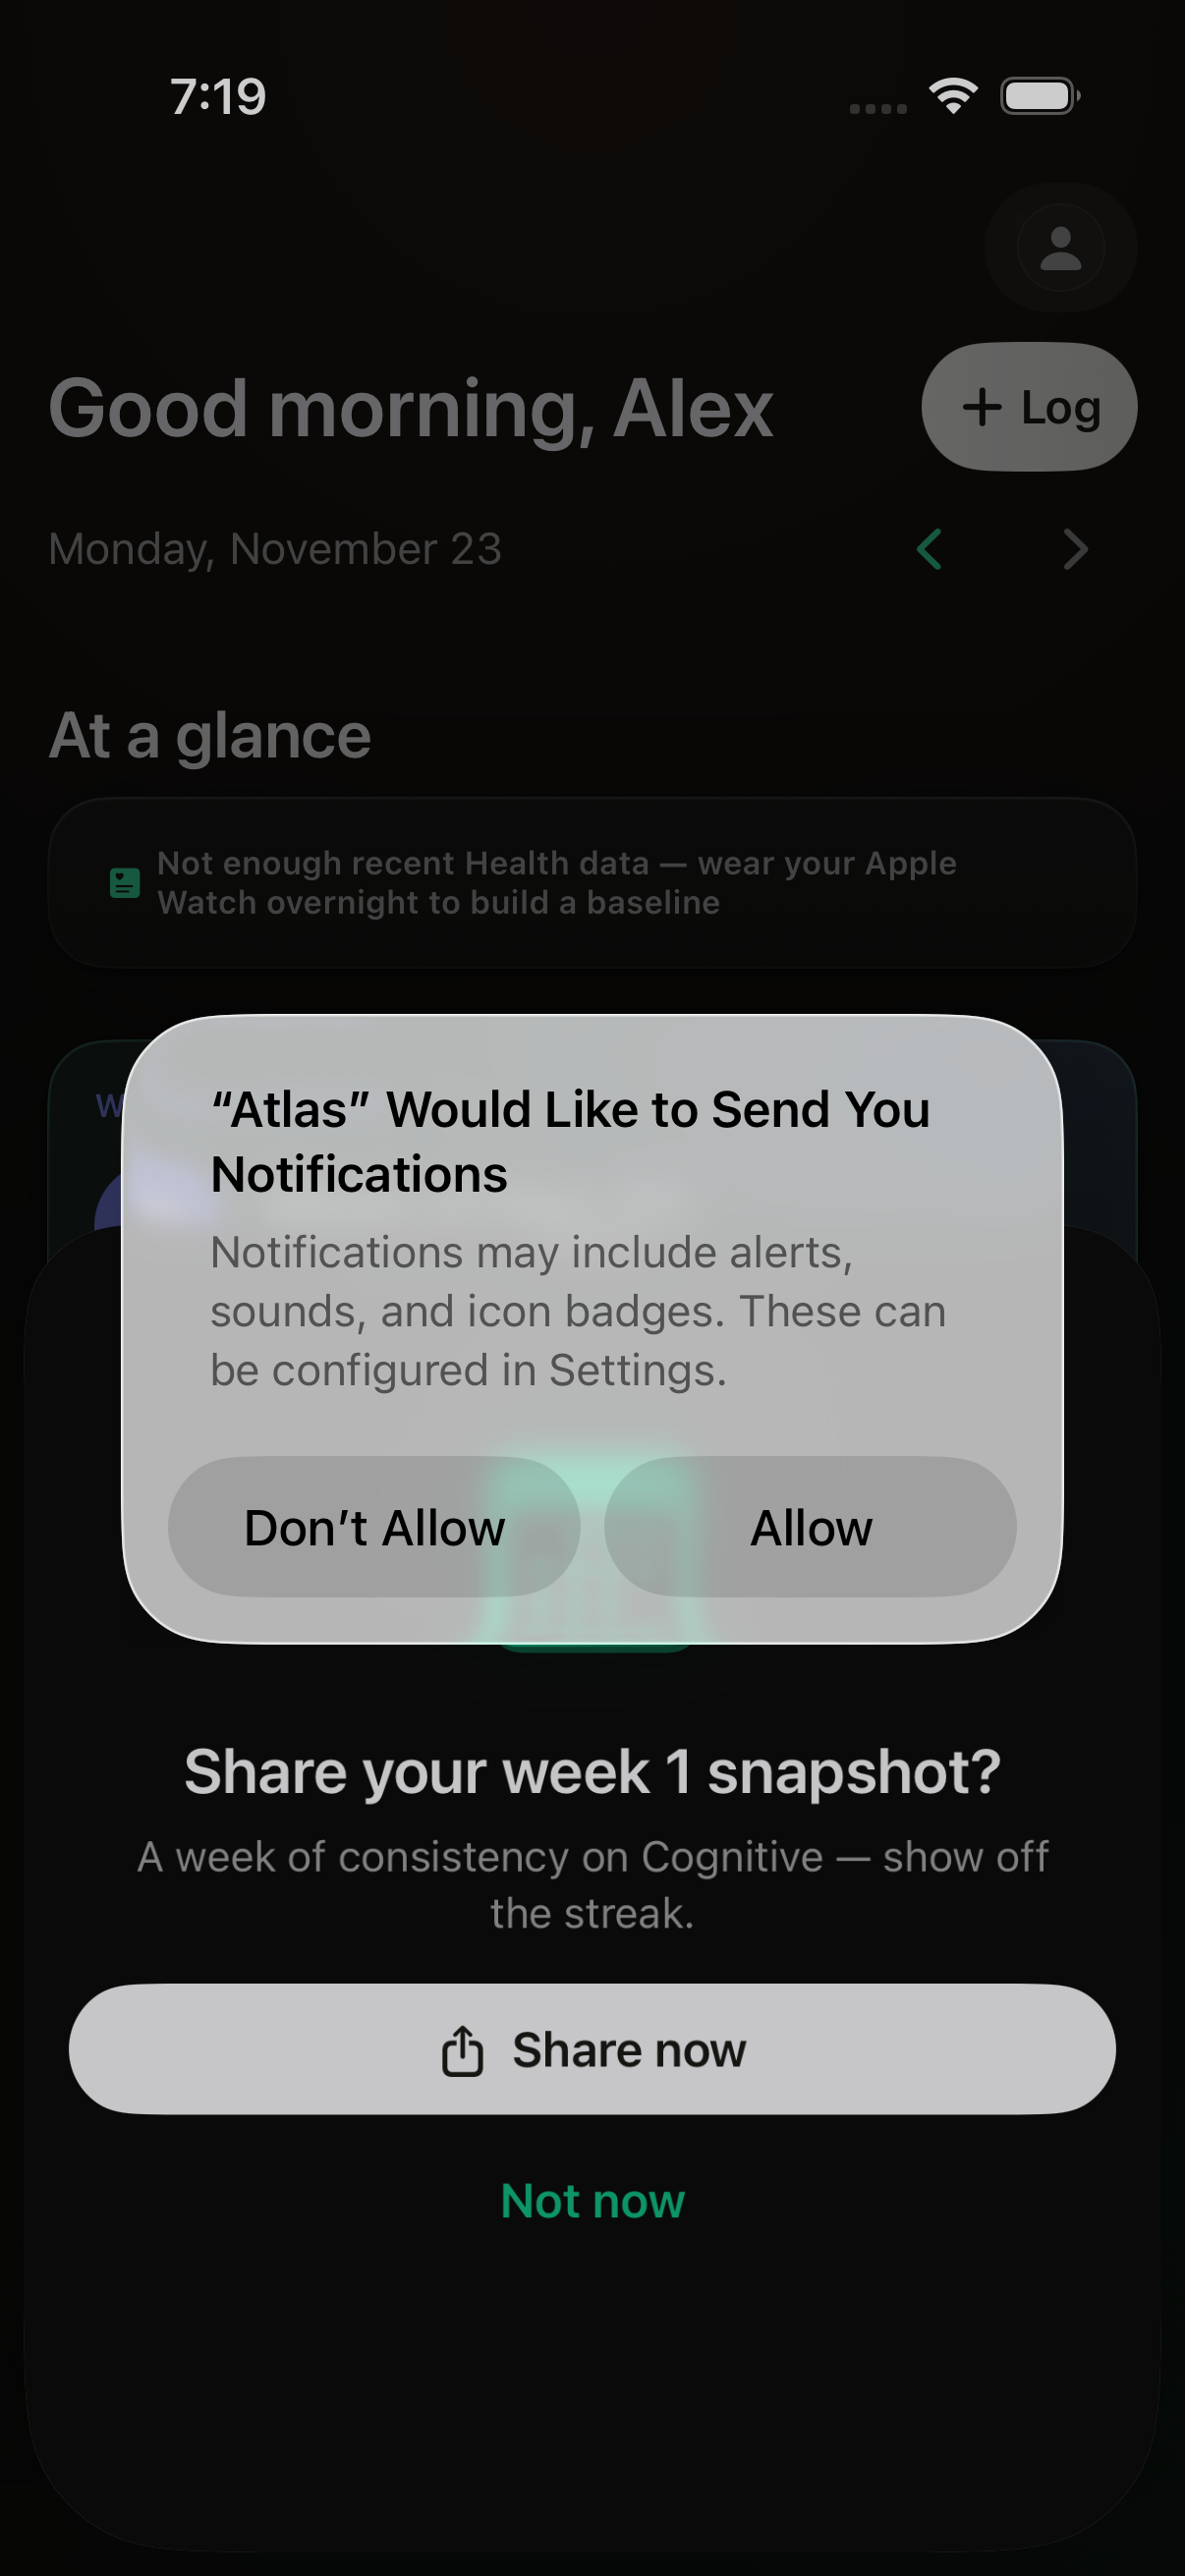 7:19
Good morning, Alex
+ Log
Monday, November 23
At a glance
Not enough recent Health data — wear your Apple
Watch overnight to build a baseline
“Atlas” Would Like to Send You
Notifications
Notifications may include alerts,
sounds, and icon badges. These can
be configured in Settings.
Don’t Allow
Allow
Share your week 1 snapshot?
A week of consistency on Cognitive — show off
the streak.
Share now
Not now